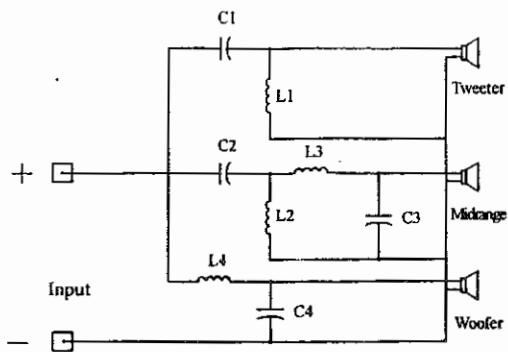 C1
L1
Tweeter
C2
L3
+
L2
C3
Midrange
L4
Input
C4
Woofer
−